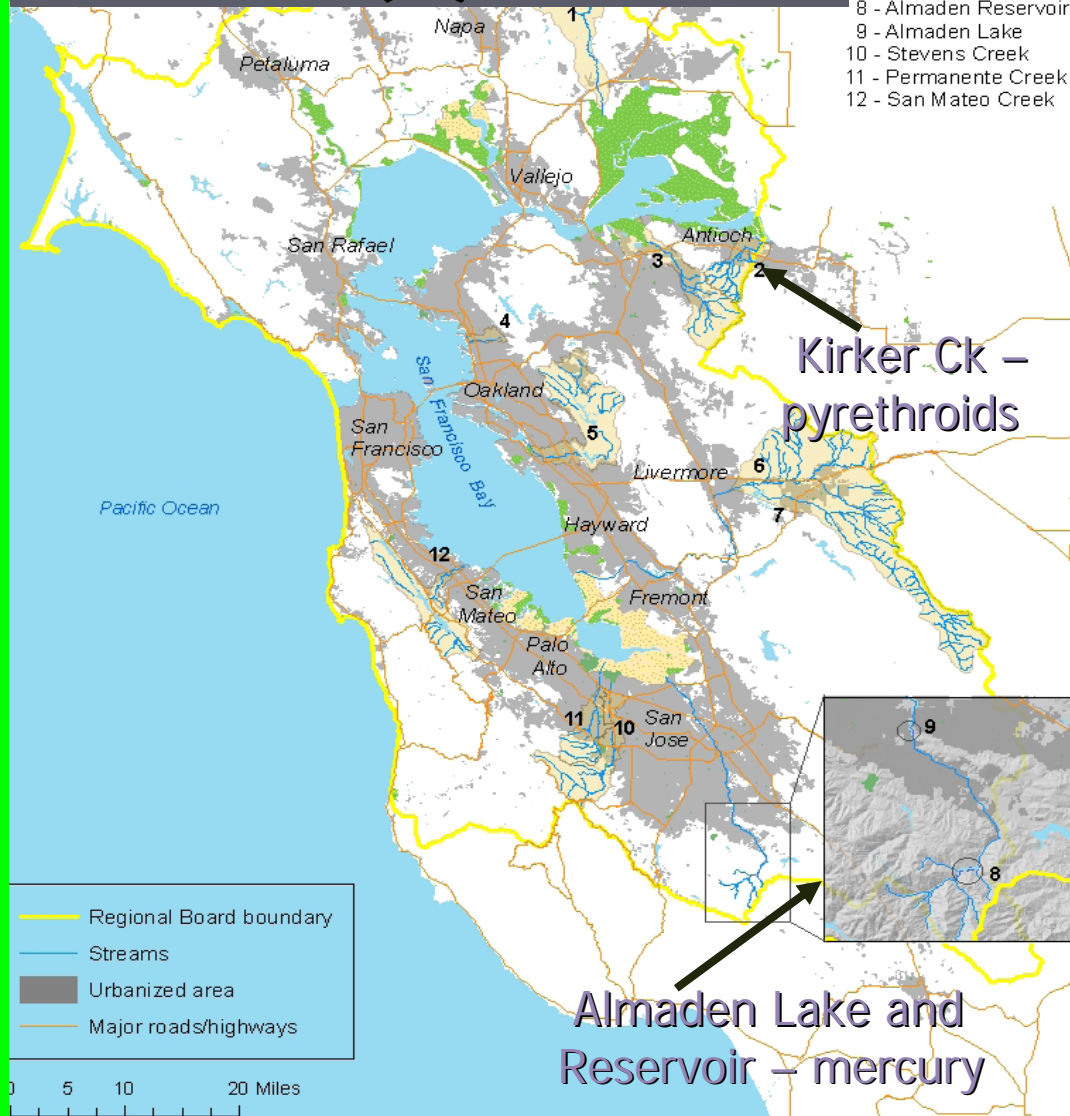 8 - Almaden Reservoir
9 - Almaden Lake
10 - Stevens Creek
11 - Permanente Creek
12 - San Mateo Creek
1
Napa
Petaluma
Vallejo
San Rafael
Antioch
3
2
4
Kirker Ck –
pyrethroids
Oakland
San Francisco Bay
San
Francisco
5
Livermore
6
7
Pacific Ocean
Hayward
12
San
Mateo
Fremont
Palo
Alto
11
10
San
Jose
9
8
Regional Board boundary
Streams
Urbanized area
Major roads/highways
Almaden Lake and
Reservoir – mercury
0 5 10 20 Miles